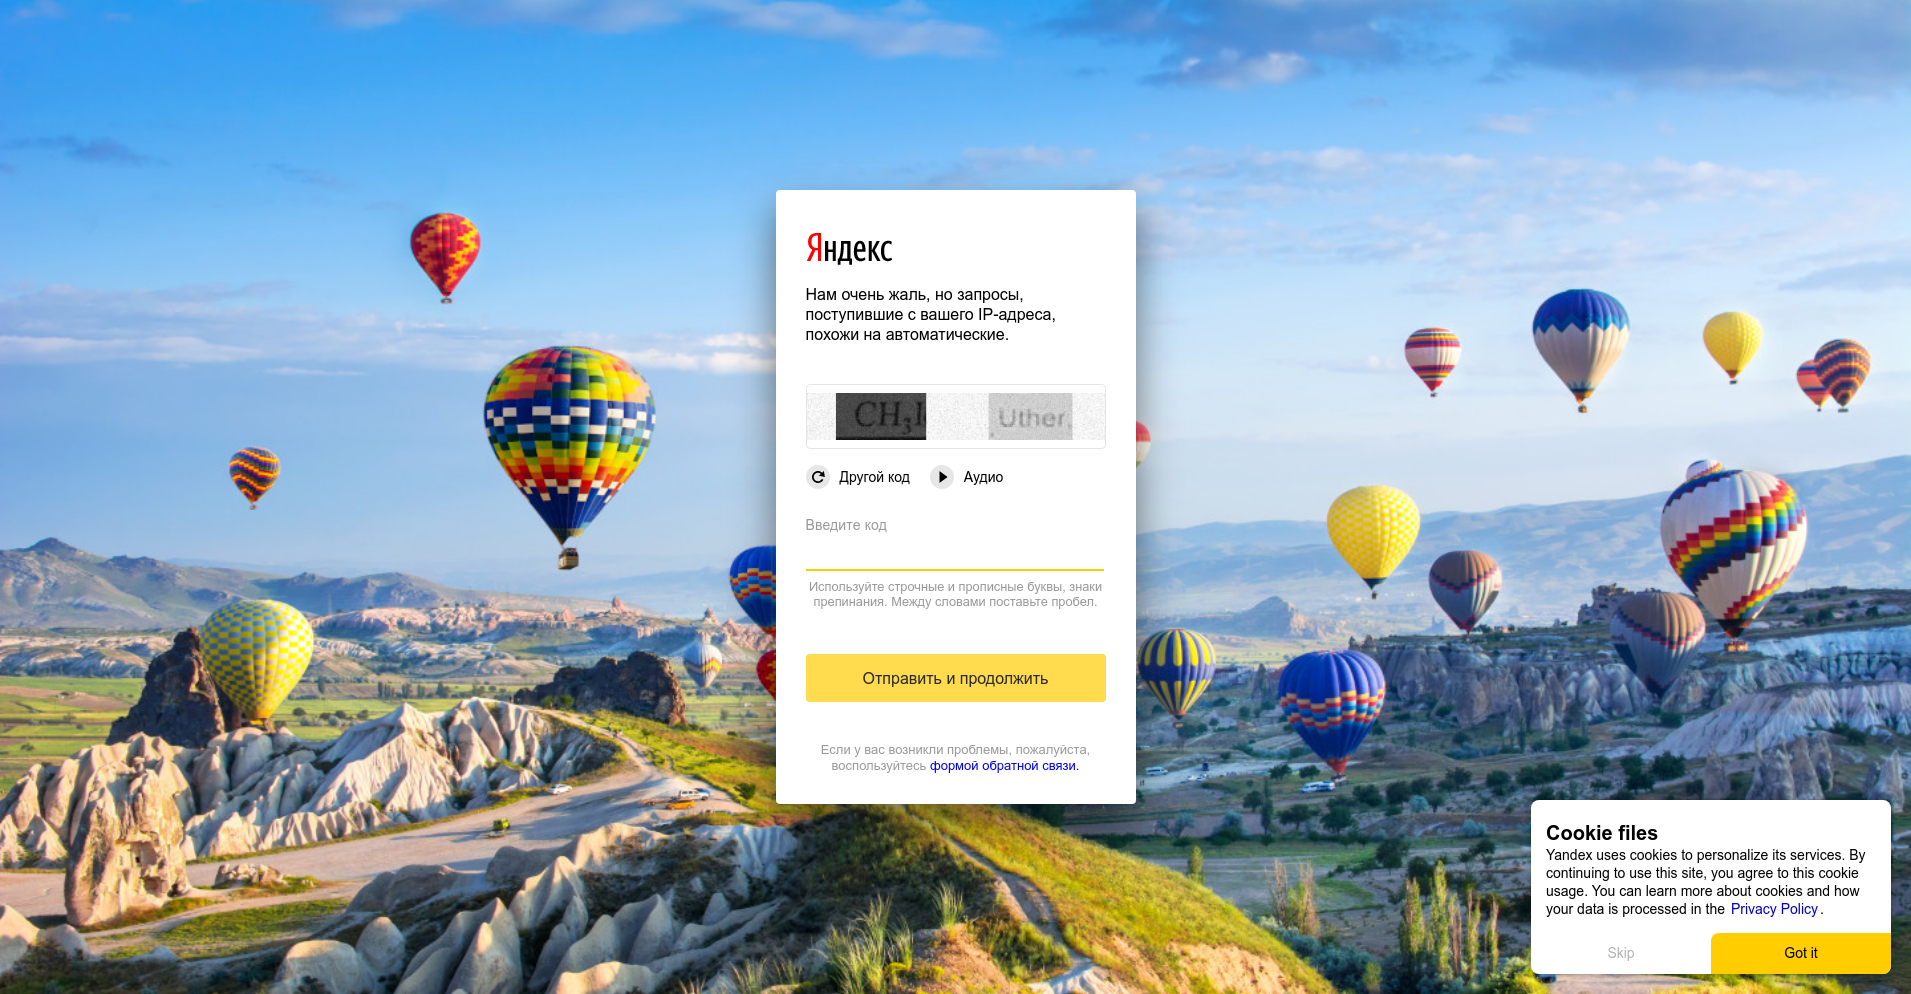 Яндекс
Нам очень жаль, но запросы,
поступившие с вашего IP-адреса,
похожи на автоматические.
Uther,
Другой код
Аудио
Введите код
Используйте строчные и прописные буквы, знаки
препинания. Между словами поставьте пробел.
Отправить и продолжить
Если у вас возникли проблемы, пожалуйста,
воспользуйтесь формой обратной связи.
Cookie files
Yandex uses cookies to personalize its services. By
continuing to use this site, you agree to this cookie
usage. You can learn more about cookies and how
your data is processed in the Privacy Policy.
Skip
Got it